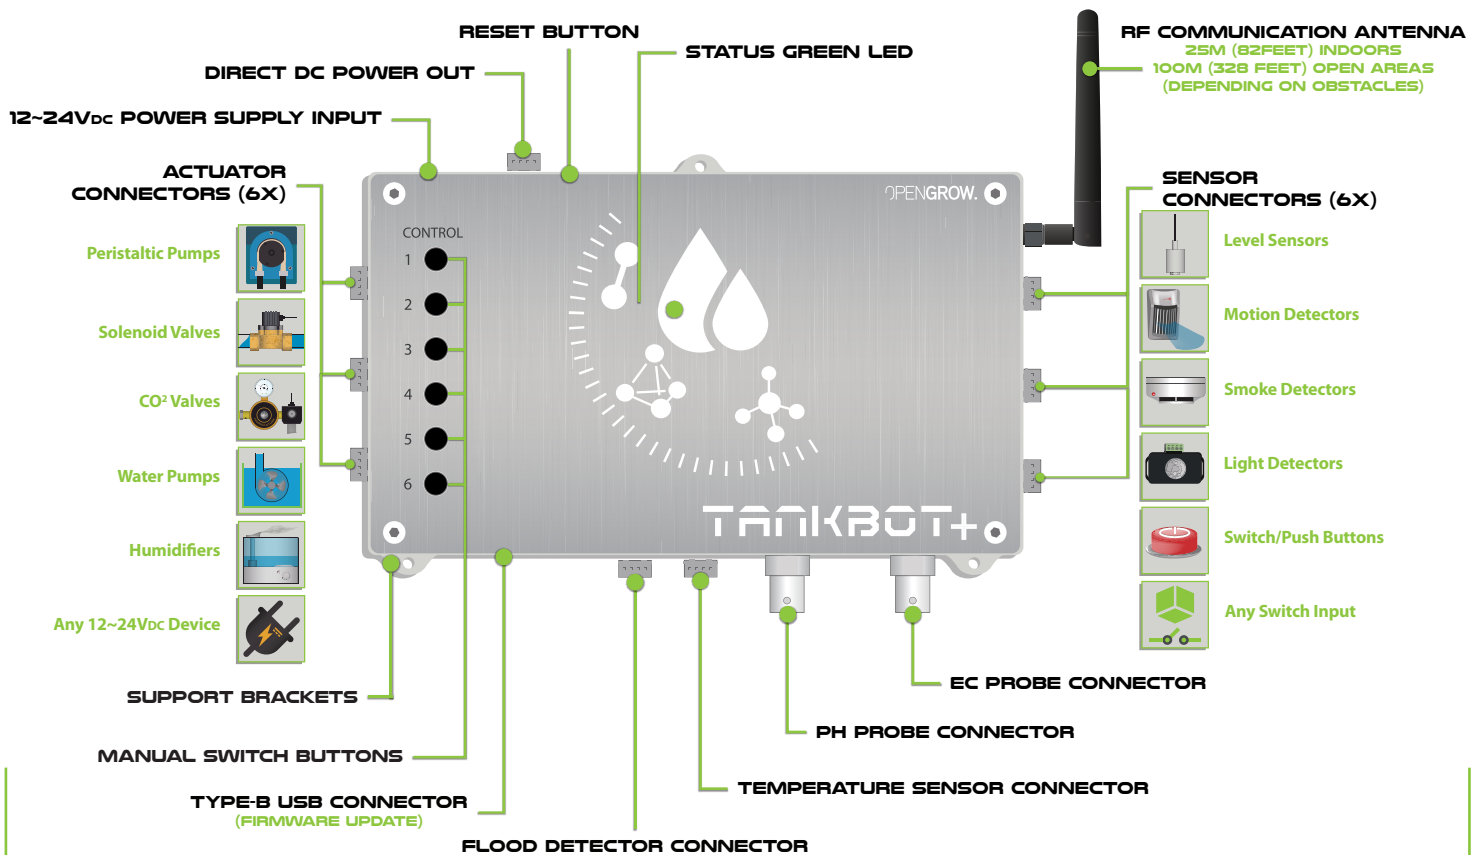 RESET BUTTON
STATUS GREEN LED
RF COMMUNICATION ANTENNA
25M (82FEET) INDOORS
100M (328 FEET) OPEN AREAS
(DEPENDING ON OBSTACLES)
DIRECT DC POWER OUT
12~24VDC POWER SUPPLY INPUT
ACTUATOR
CONNECTORS (6X)
Peristaltic Pumps
Solenoid Valves
CO² Valves
Water Pumps
Humidifiers
Any 12~24VDC Device
OPENGROW.
CONTROL
1
2
3
4
5
6
TANKBOT+
SENSOR
CONNECTORS (6X)
Level Sensors
Motion Detectors
Smoke Detectors
Light Detectors
Switch/Push Buttons
Any Switch Input
SUPPORT BRACKETS
EC PROBE CONNECTOR
PH PROBE CONNECTOR
MANUAL SWITCH BUTTONS
TEMPERATURE SENSOR CONNECTOR
TYPE-B USB CONNECTOR
(FIRMWARE UPDATE)
FLOOD DETECTOR CONNECTOR